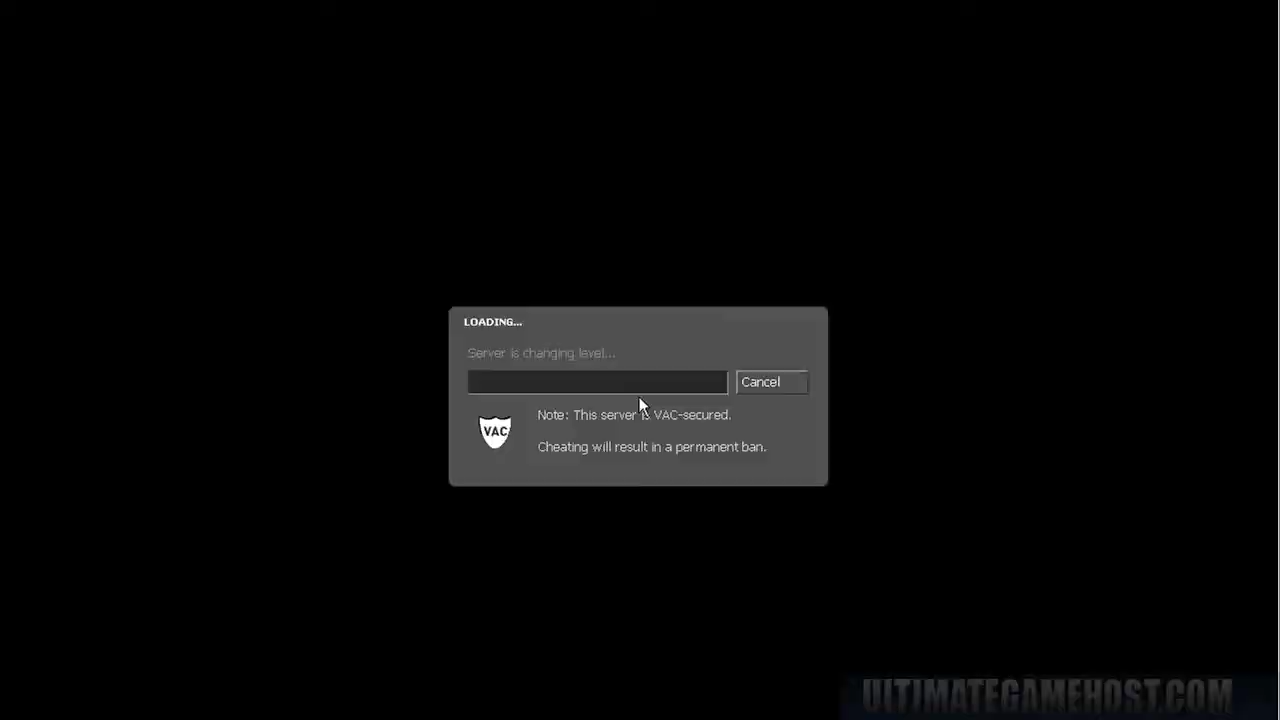 LOADING...
Server is changing level...
Cancel
Note: This server is VAC-secured.
VAC
Cheating will result in a permanent ban.
ULTIMATEGAMEHOST.COM